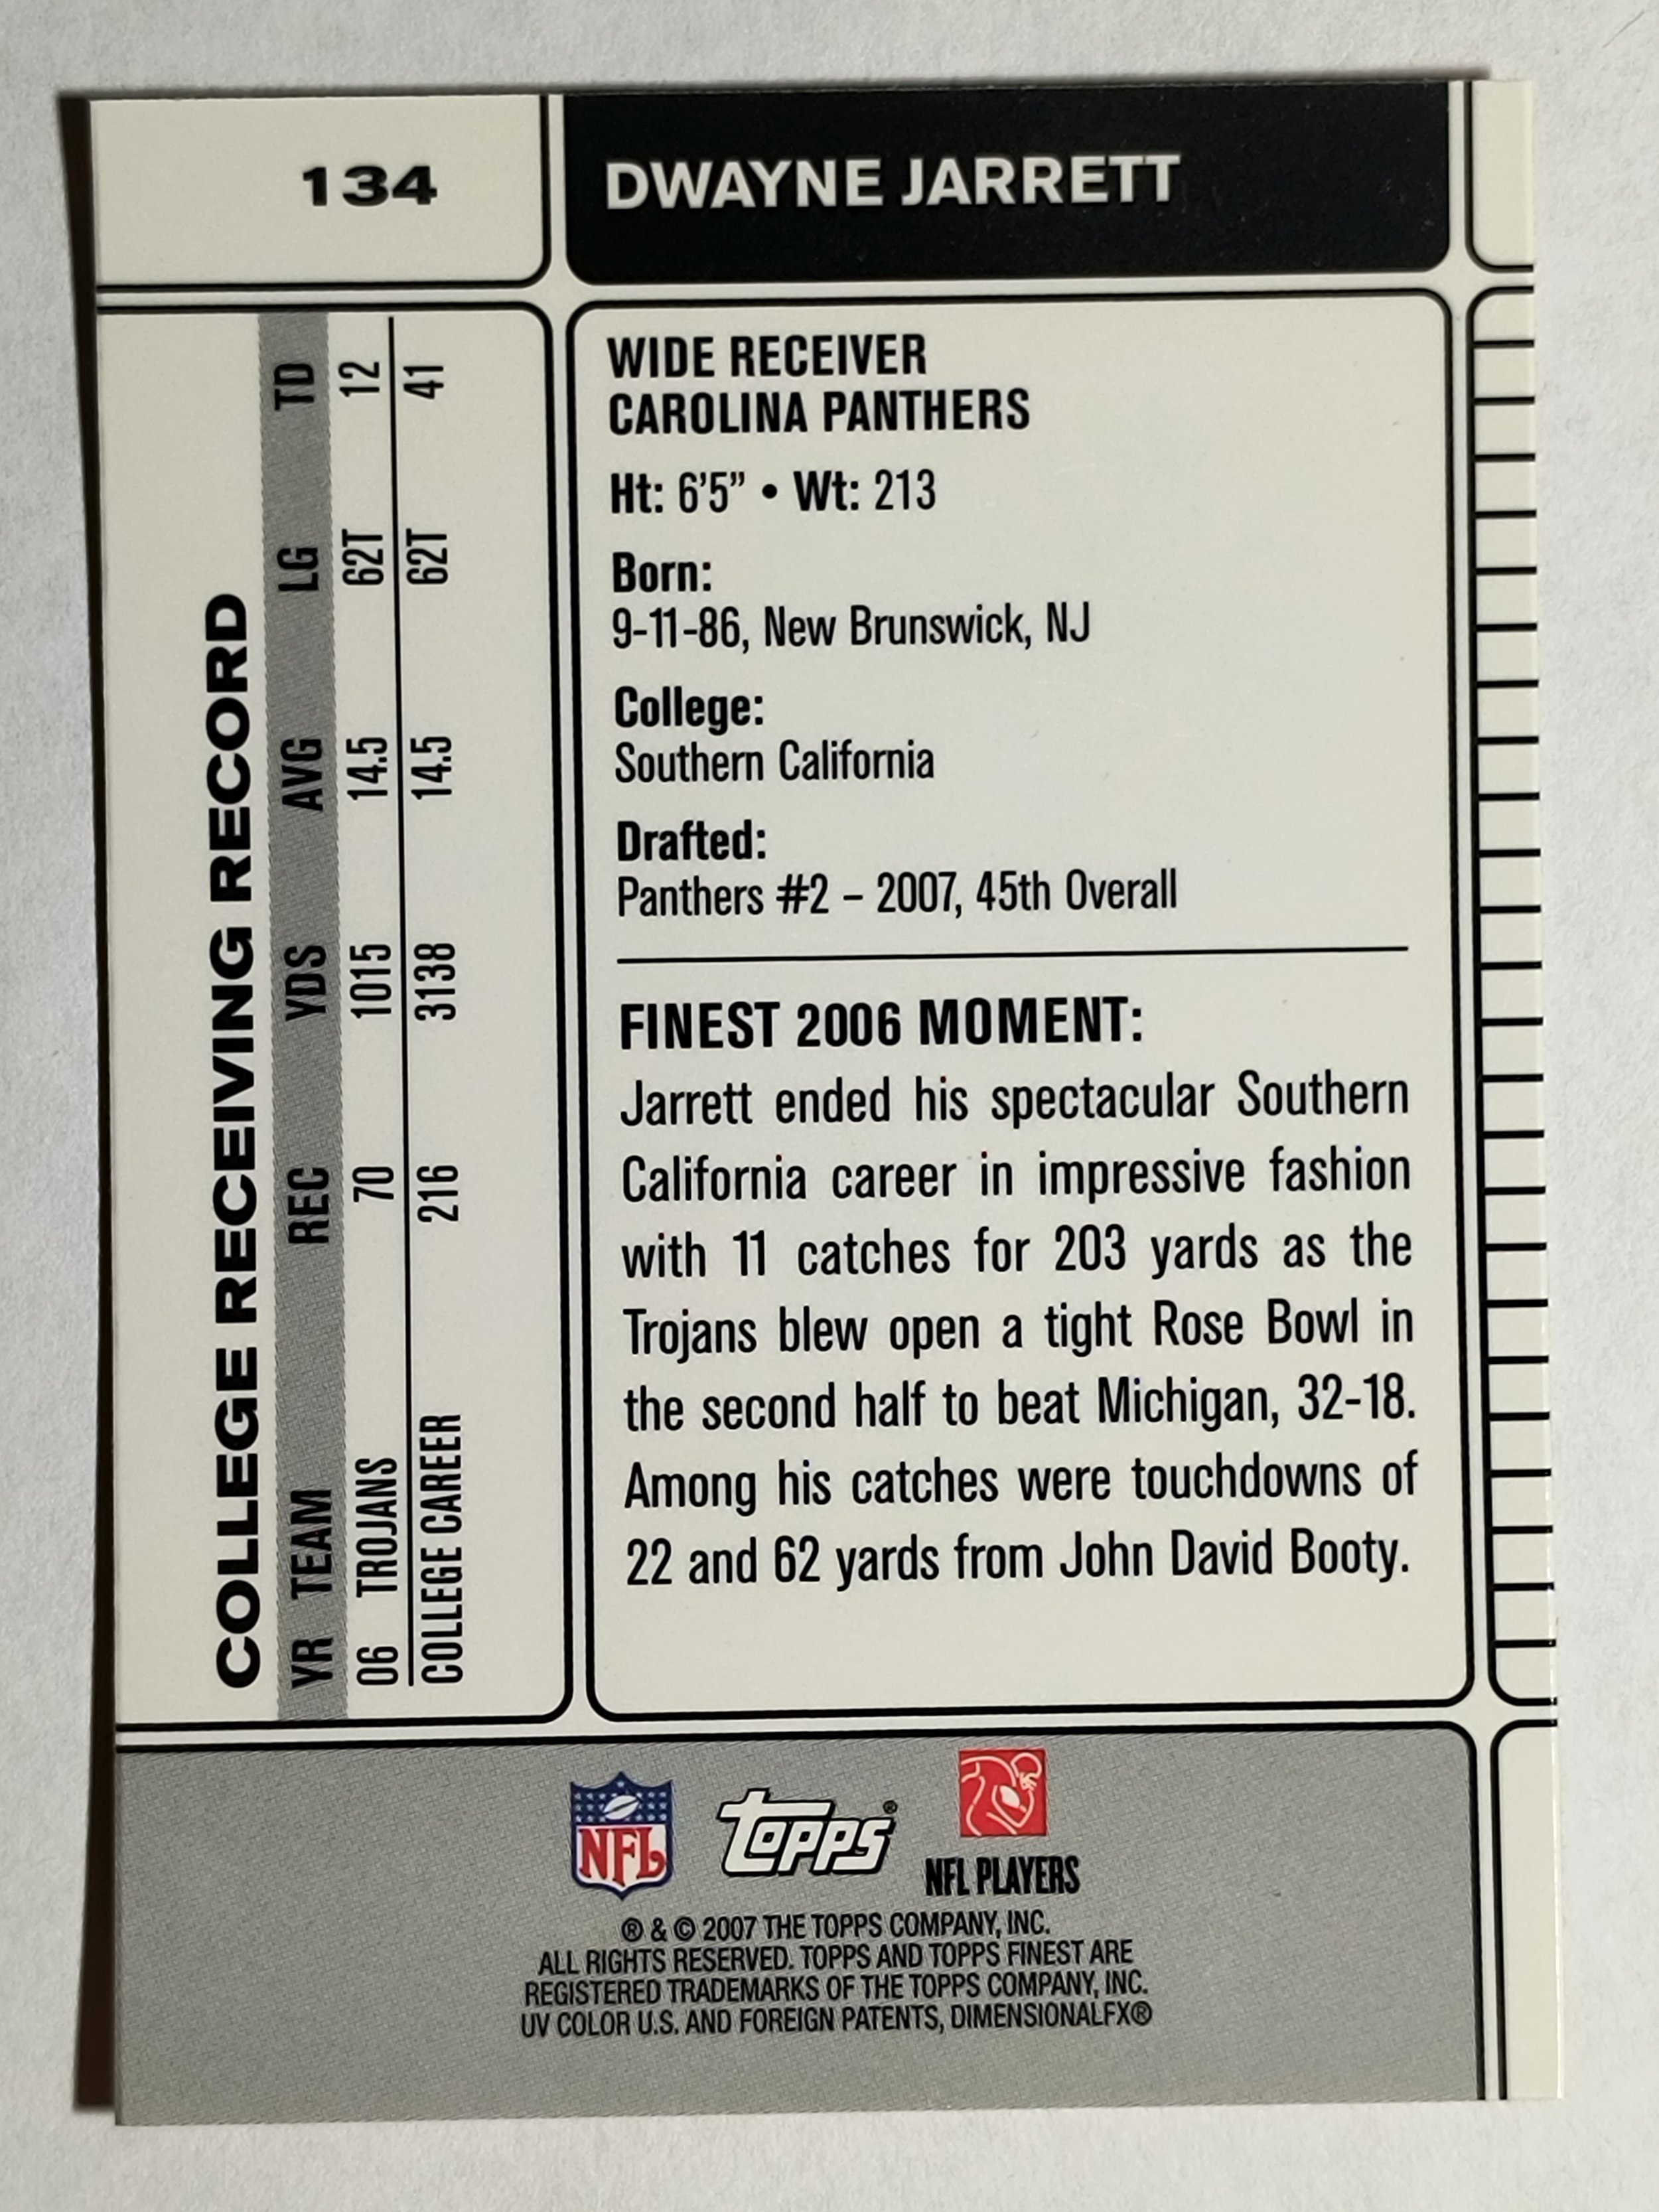 134
DWAYNE JARRETT
COLLEGE RECEIVING RECORD
YR TEAM REC YDS AVG LG TD
06 TROJANS 70 1015 14.5 62T 12
COLLEGE CAREER 216 3138 14.5 62T 41
WIDE RECEIVER
CAROLINA PANTHERS
Ht: 6'5” • Wt: 213
Born:
9-11-86, New Brunswick, NJ
College:
Southern California
Drafted:
Panthers #2 – 2007, 45th Overall
FINEST 2006 MOMENT:
Jarrett ended his spectacular Southern
California career in impressive fashion
with 11 catches for 203 yards as the
Trojans blew open a tight Rose Bowl in
the second half to beat Michigan, 32-18.
Among his catches were touchdowns of
22 and 62 yards from John David Booty.
NFL
Topps®
NFL PLAYERS
® & © 2007 THE TOPPS COMPANY, INC.
ALL RIGHTS RESERVED. TOPPS AND TOPPS FINEST ARE
REGISTERED TRADEMARKS OF THE TOPPS COMPANY, INC.
UV COLOR U.S. AND FOREIGN PATENTS, DIMENSIONALFX®